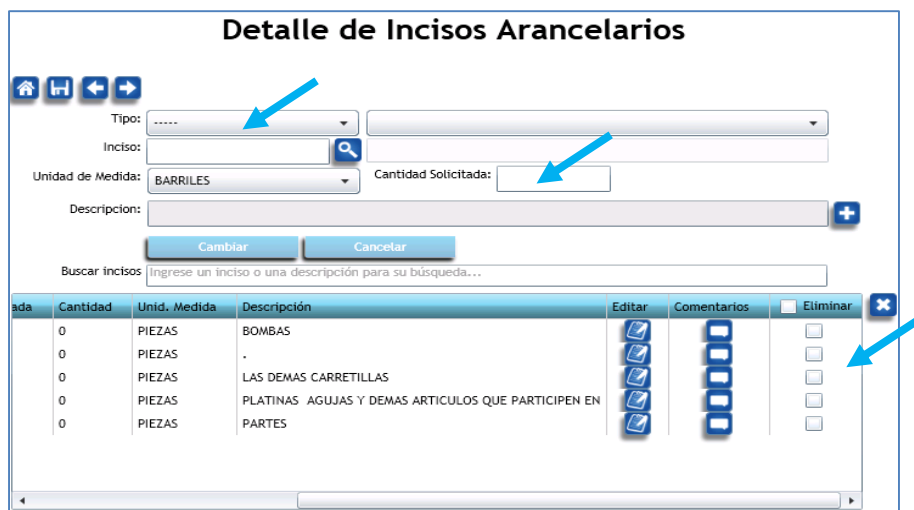 Detalle de Incisos Arancelarios
Tipo: -----
Inciso:
Unidad de Medida: BARRILES Cantidad Solicitada:
Descripcion:
Cambiar Cancelar
Buscar incisos Ingrese un inciso o una descripción para su búsqueda...
ada Cantidad Unid. Medida Descripción Editar Comentarios Eliminar
0 PIEZAS BOMBAS
0 PIEZAS .
0 PIEZAS LAS DEMAS CARRETILLAS
0 PIEZAS PLATINAS AGUJAS Y DEMAS ARTICULOS QUE PARTICIPEN EN
0 PIEZAS PARTES